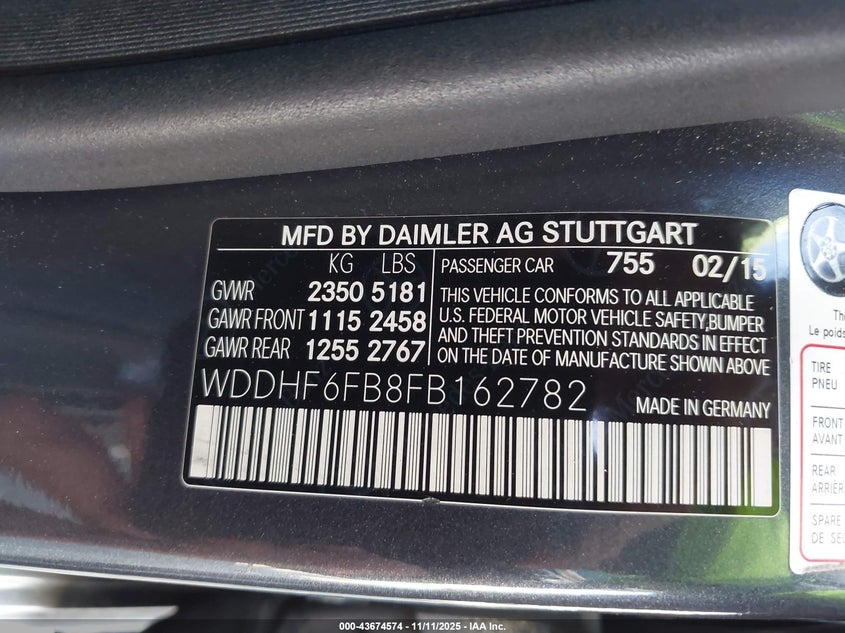 MFD BY DAIMLER AG STUTTGART
KG LBS
GVWR 2350 5181
GAWR FRONT 1115 2458
GAWR REAR 1255 2767
PASSENGER CAR 755 02/15
THIS VEHICLE CONFORMS TO ALL APPLICABLE
U.S. FEDERAL MOTOR VEHICLE SAFETY,BUMPER
AND THEFT PREVENTION STANDARDS IN EFFECT
ON THE DATE OF MANUFACTURE SHOWN ABOVE
WDDHF6FB8FB162782
MADE IN GERMANY
Le poids
TIRE
PNEU
FRONT
AVANT
REAR
SPARE
000-43674574 - 11/11/2025 - IAA Inc.